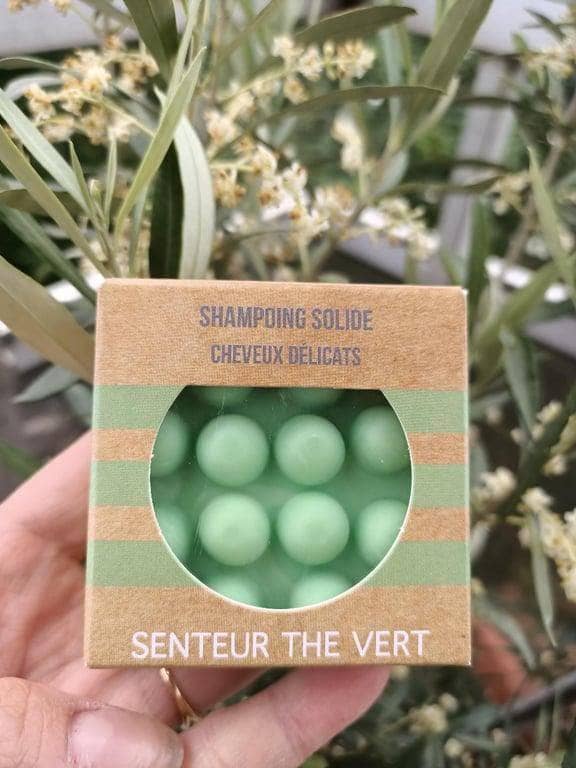 SHAMPOING SOLIDE
CHEVEUX DÉLICATS
SENTEUR THE VERT